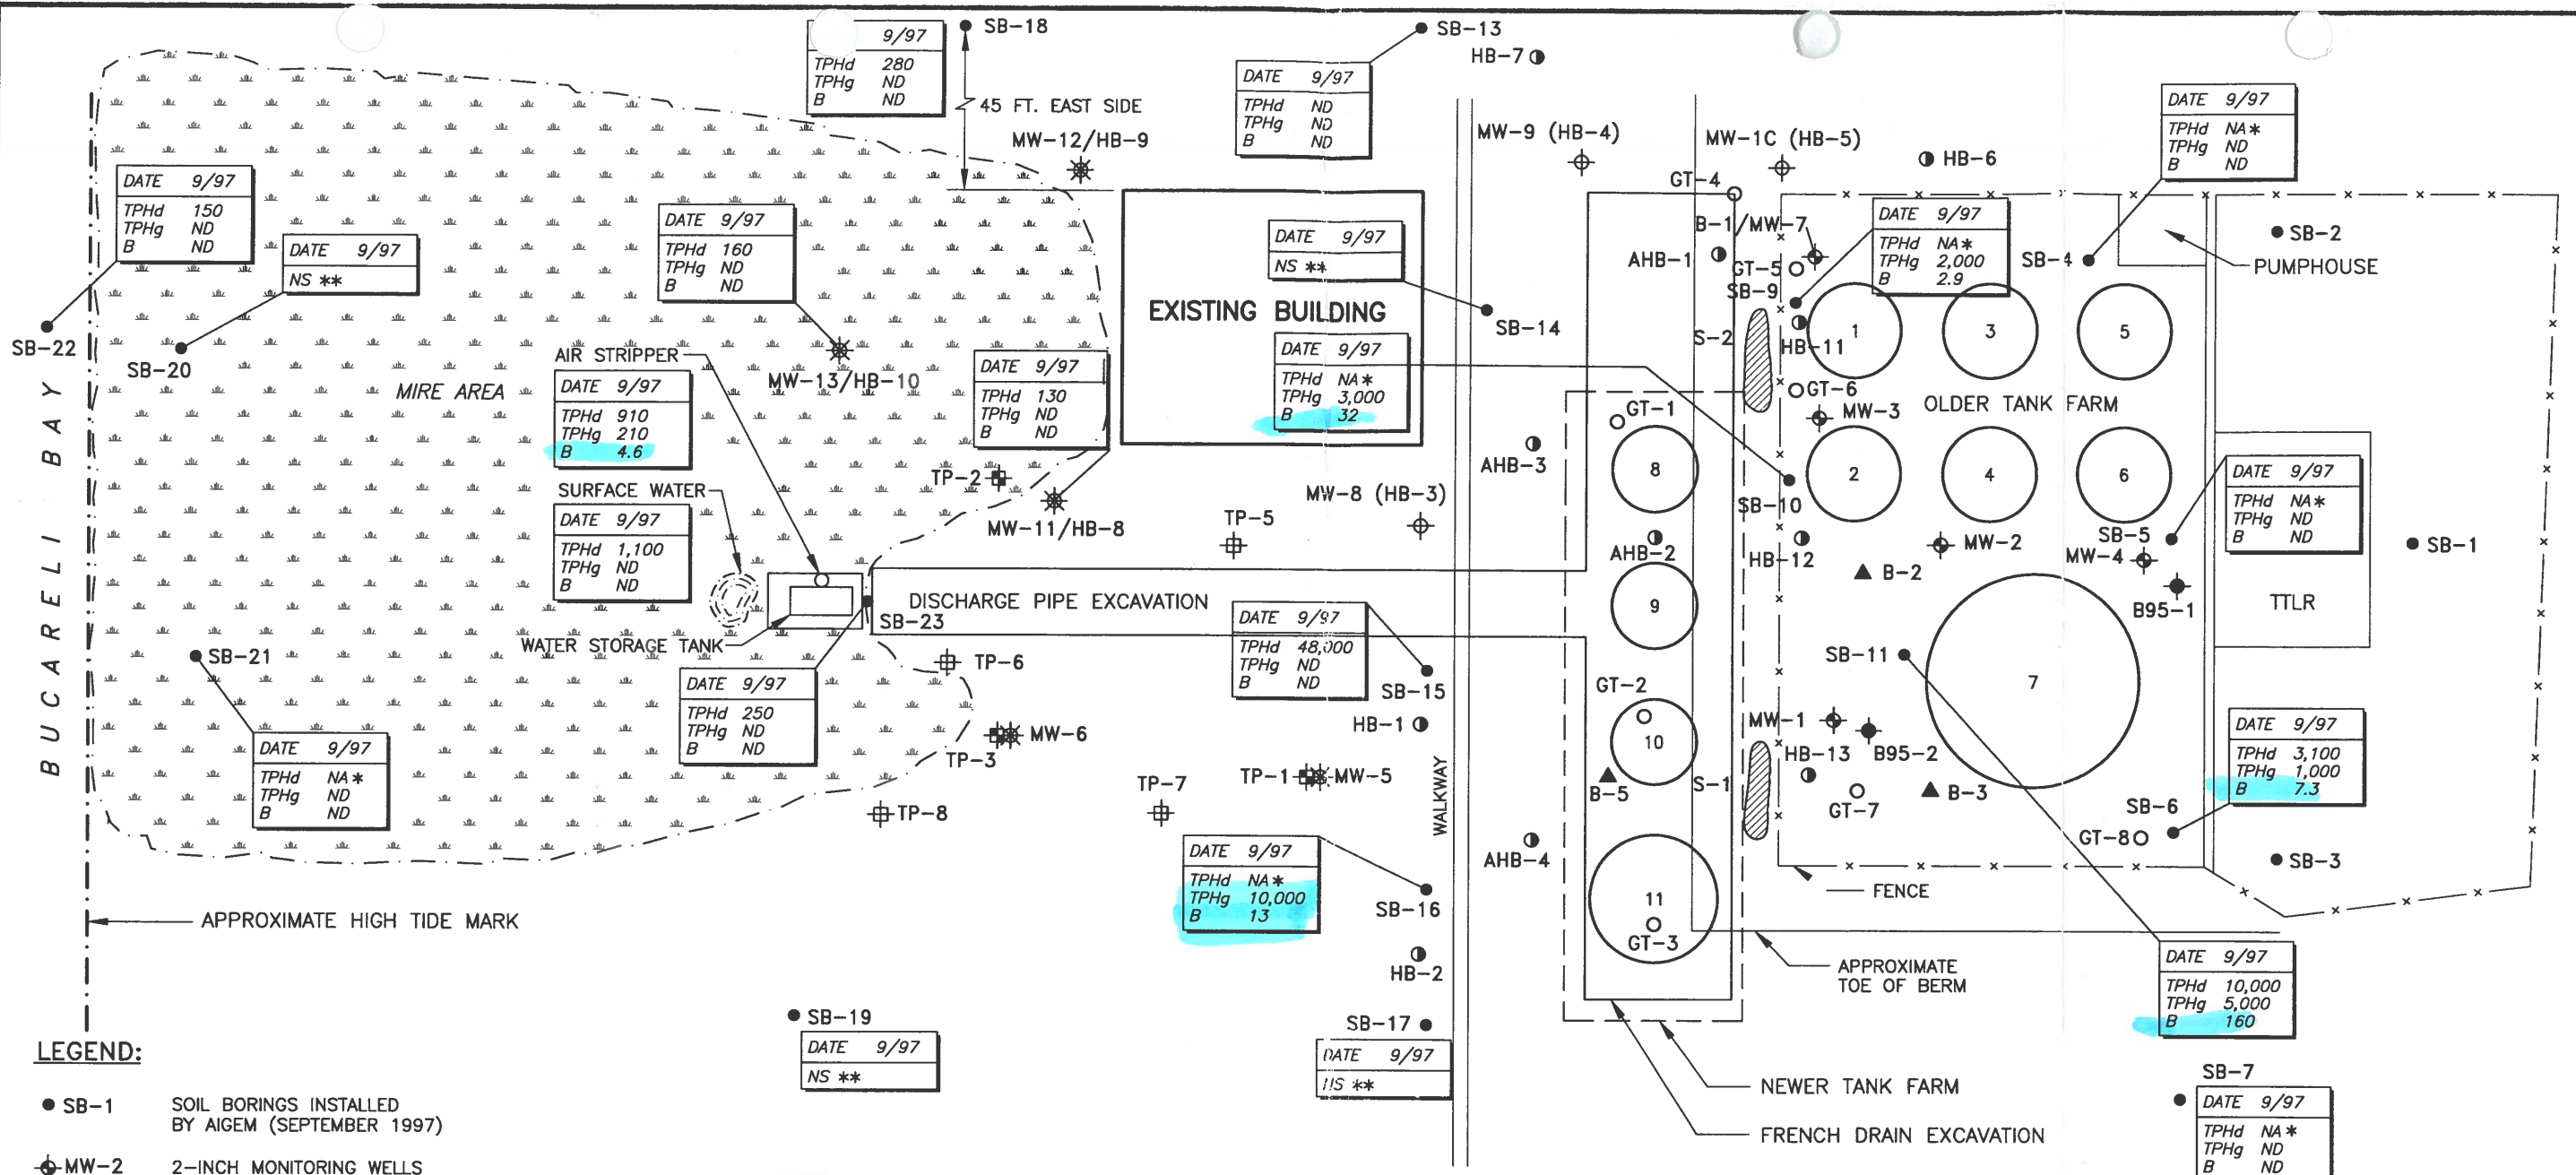 9/97
TPHd 280
TPHg ND
B ND
SB-18
45 FT. EAST SIDE
MW-12/HB-9
SB-13
HB-7
DATE 9/97
TPHd ND
TPHg ND
B ND
MW-9 (HB-4)
MW-1C (HB-5)
HB-6
DATE 9/97
TPHd NA*
TPHg ND
B ND
SB-4
SB-2
PUMPHOUSE
DATE 9/97
TPHd 150
TPHg ND
B ND
SB-22
DATE 9/97
NS **
SB-20
MIRE AREA
BUCARELI BAY
DATE 9/97
TPHd 160
TPHg ND
B ND
MW-13/HB-10
AIR STRIPPER
DATE 9/97
TPHd 910
TPHg 210
B 4.6
SURFACE WATER
DATE 9/97
TPHd 1,100
TPHg ND
B ND
WATER STORAGE TANK
DATE 9/97
TPHd 130
TPHg ND
B ND
TP-2
MW-11/HB-8
EXISTING BUILDING
DATE 9/97
NS **
SB-14
DATE 9/97
TPHd NA*
TPHg 3,000
B 32
SB-10
GT-4
B-1/MW-7
AHB-1
GT-5
SB-9
DATE 9/97
TPHd NA*
TPHg 2,000
B 2.9
S-2
HB-11
GT-6
MW-3
OLDER TANK FARM
1
3
5
2
4
6
GT-1
8
AHB-3
MW-8 (HB-3)
TP-5
AHB-2
9
HB-12
B-2
MW-2
SB-5
MW-4
B95-1
DATE 9/97
TPHd NA*
TPHg ND
B ND
SB-1
TTLR
DISCHARGE PIPE EXCAVATION
SB-23
SB-21
DATE 9/97
TPHd NA*
TPHg ND
B ND
DATE 9/97
TPHd 250
TPHg ND
B ND
TP-6
TP-3
MW-6
TP-8
TP-7
TP-1
MW-5
DATE 9/97
TPHd 48,000
TPHg ND
B ND
SB-15
HB-1
WALKWAY
GT-2
10
B-5
S-1
SB-11
7
MW-1
B95-2
HB-13
GT-7
B-3
DATE 9/97
TPHd 3,100
TPHg 1,000
B 7.3
SB-6
GT-8
SB-3
FENCE
DATE 9/97
TPHd NA*
TPHg 10,000
B 13
SB-16
HB-2
AHB-4
11
GT-3
APPROXIMATE
TOE OF BERM
DATE 9/97
TPHd 10,000
TPHg 5,000
B 160
APPROXIMATE HIGH TIDE MARK
SB-19
DATE 9/97
NS **
SB-17
DATE 9/97
NS **
NEWER TANK FARM
FRENCH DRAIN EXCAVATION
SB-7
DATE 9/97
TPHd NA*
TPHg ND
B ND
LEGEND:
SB-1 SOIL BORINGS INSTALLED
BY AIGEM (SEPTEMBER 1997)
MW-2 2-INCH MONITORING WELLS